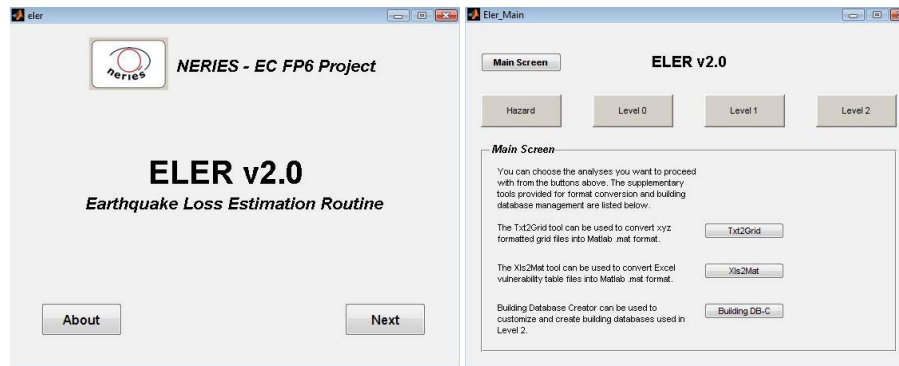 eler
neries
NERIES - EC FP6 Project
ELER v2.0
Earthquake Loss Estimation Routine
About
Next
Eler_Main
Main Screen
ELER v2.0
Hazard
Level 0
Level 1
Level 2
Main Screen
You can choose the analyses you want to proceed
with from the buttons above. The supplementary
tools provided for format conversion and building
database management are listed below.
The Txt2Grid tool can be used to convert xyz
formatted grid files into Matlab .mat format.
Txt2Grid
The Xls2Mat tool can be used to convert Excel
vulnerability table files into Matlab .mat format.
Xls2Mat
Building Database Creator can be used to
customize and create building databases used in
Level 2.
Building DB-C